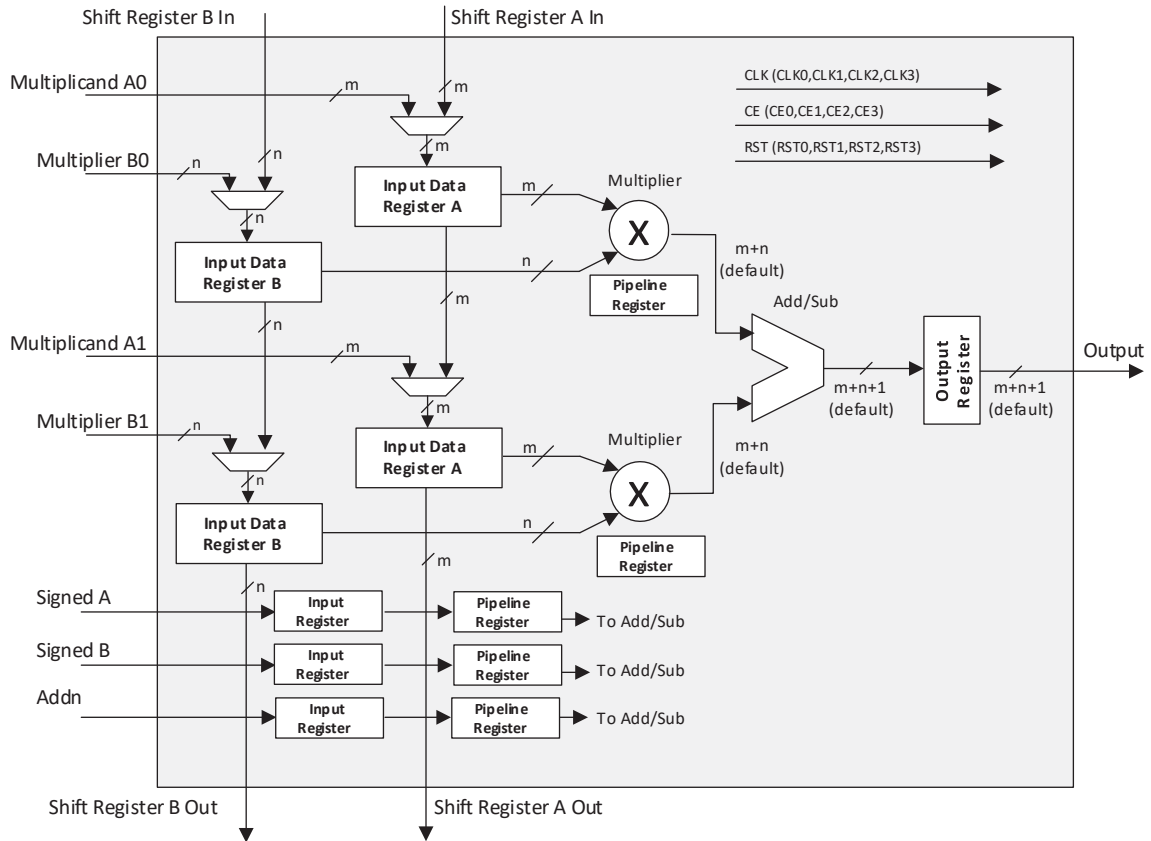 Shift Register B In
Shift Register A In
Multiplicand A0
m
m
CLK (CLK0,CLK1,CLK2,CLK3)
CE (CE0,CE1,CE2,CE3)
RST (RST0,RST1,RST2,RST3)
m
Multiplier B0
n
n
n
Input Data
Register A
m
Multiplier
X
Input Data
Register B
n
m+n
(default)
Pipeline
Register
m
n
Add/Sub
Multiplicand A1
m
m
Output
Register
Output
m+n+1
(default)
m+n+1
(default)
Multiplier B1
n
n
Input Data
Register A
m
Multiplier
X
m+n
(default)
Input Data
Register B
n
Pipeline
Register
m
n
Signed A
Input
Register
Pipeline
Register
To Add/Sub
Signed B
Input
Register
Pipeline
Register
To Add/Sub
Addn
Input
Register
Pipeline
Register
To Add/Sub
Shift Register B Out
Shift Register A Out